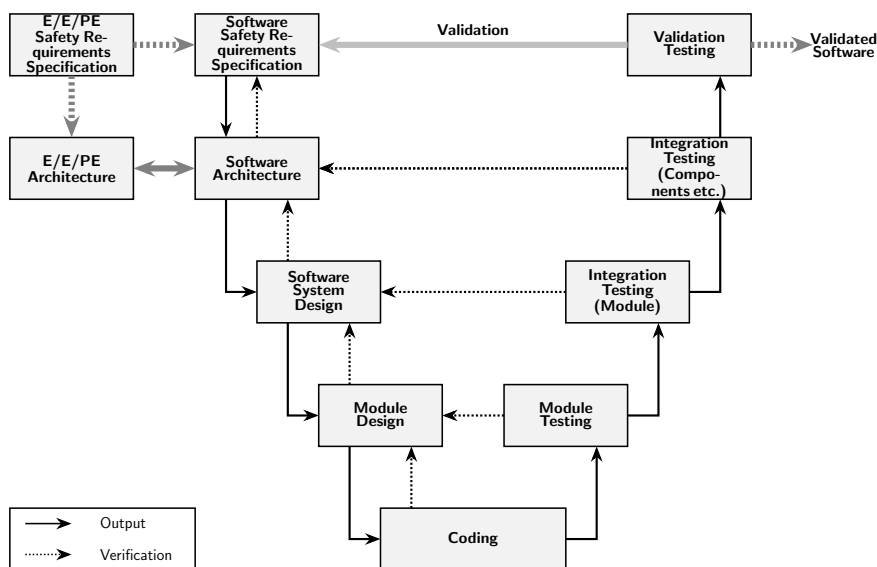 E/E/PE
Safety Re-
quirements
Specification
Software
Safety Re-
quirements
Specification
Validation
Validation
Testing
Validated
Software
E/E/PE
Architecture
Software
Architecture
Integration
Testing
(Compo-
nents etc.)
Software
System
Design
Integration
Testing
(Module)
Module
Design
Module
Testing
Coding
Output
Verification